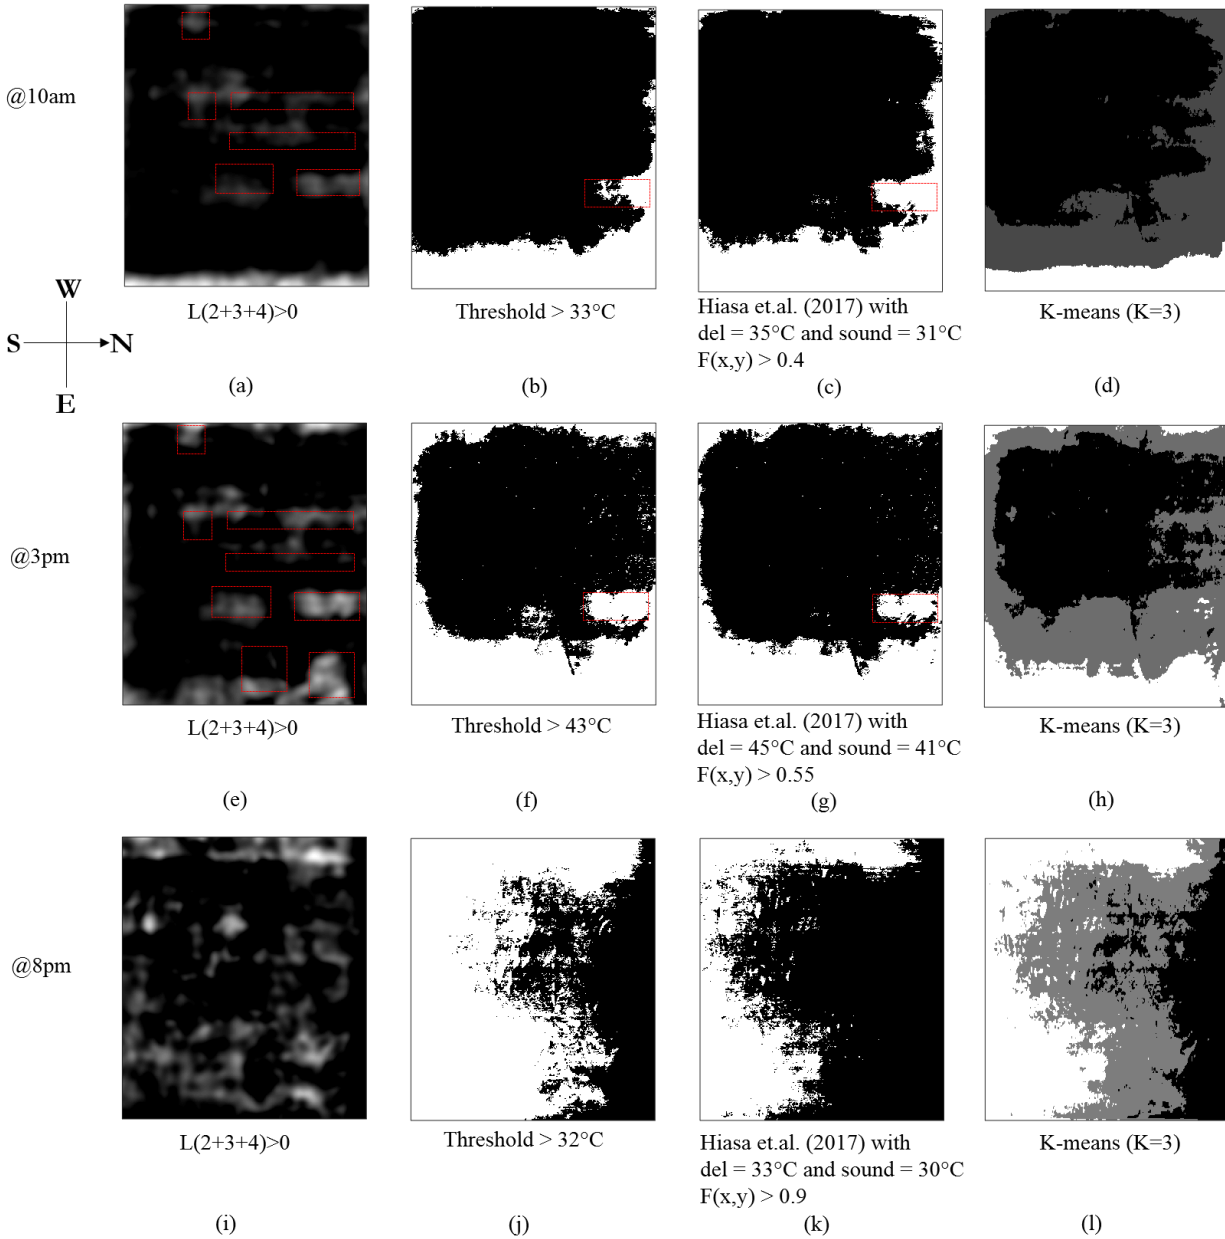 @10am
L(2+3+4)>0
Threshold > 33°C
Hiasa et.al. (2017) with
del = 35°C and sound = 31°C
F(x,y) > 0.4
K-means (K=3)
(a)
(b)
(c)
(d)
W
S
N
E
@3pm
L(2+3+4)>0
Threshold > 43°C
Hiasa et.al. (2017) with
del = 45°C and sound = 41°C
F(x,y) > 0.55
K-means (K=3)
(e)
(f)
(g)
(h)
@8pm
L(2+3+4)>0
Threshold > 32°C
Hiasa et.al. (2017) with
del = 33°C and sound = 30°C
F(x,y) > 0.9
K-means (K=3)
(i)
(j)
(k)
(l)